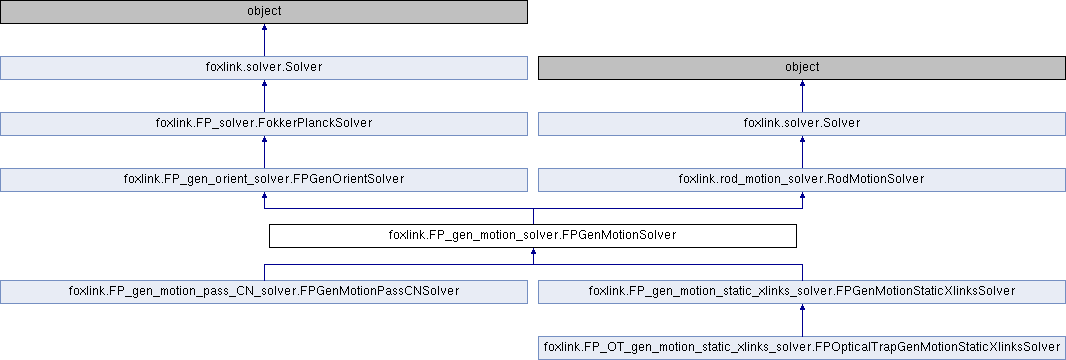 object
foxlink.solver.Solver
object
foxlink.FP_solver.FokkerPlanckSolver
foxlink.solver.Solver
foxlink.FP_gen_orient_solver.FPGenOrientSolver
foxlink.rod_motion_solver.RodMotionSolver
foxlink.FP_gen_motion_solver.FPGenMotionSolver
foxlink.FP_gen_motion_pass_CN_solver.FPGenMotionPassCNSolver
foxlink.FP_gen_motion_static_xlinks_solver.FPGenMotionStaticXlinksSolver
foxlink.FP_OT_gen_motion_static_xlinks_solver.FPOpticalTrapGenMotionStaticXlinksSolver